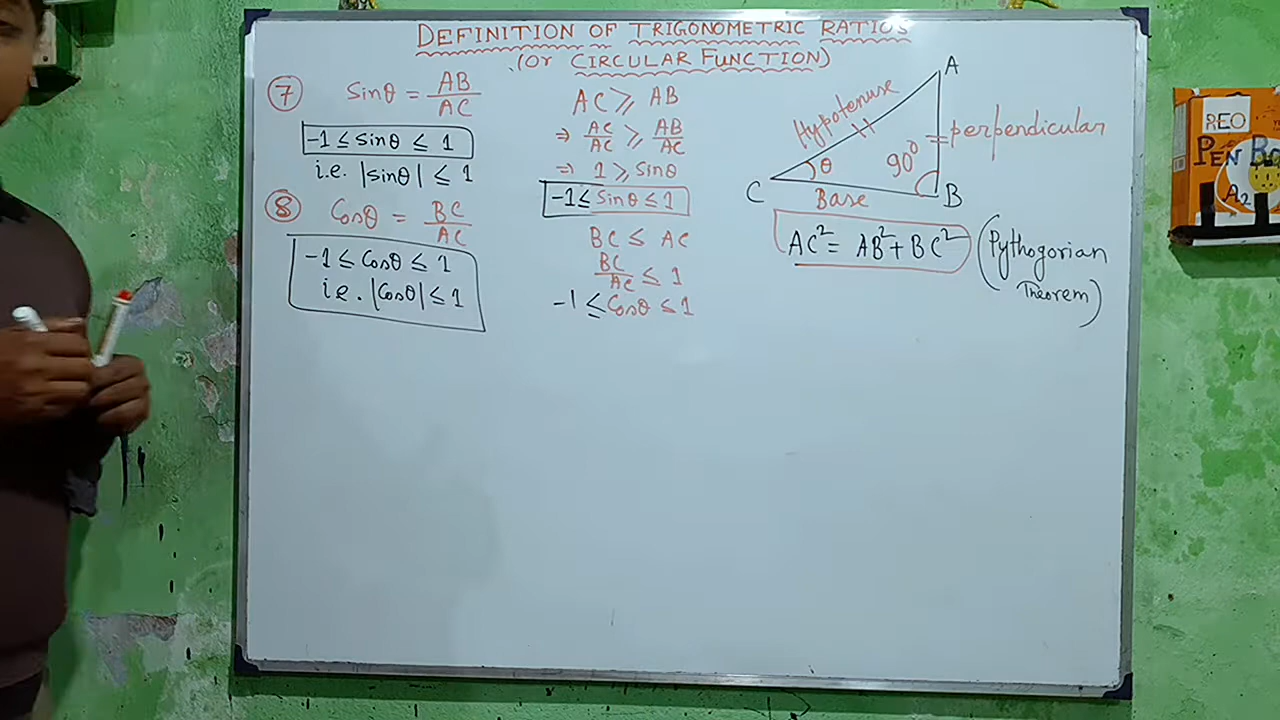 DEFINITION OF TRIGONOMETRIC RATIOS
(Or CIRCULAR FUNCTION)
7 Sinθ = AB/AC
-1 ≤ Sinθ ≤ 1
i.e. |sinθ| ≤ 1
8 Cosθ = BC/AC
-1 ≤ Cosθ ≤ 1
i.e. |Cosθ| ≤ 1
AC ≥ AB
⇒ AC/AC ≥ AB/AC
⇒ 1 ≥ Sinθ
-1 ≤ Sinθ ≤ 1
BC ≤ AC
BC/AC ≤ 1
-1 ≤ Cosθ ≤ 1
A
Hypotenuse
perpendicular
90°
θ
C
Base
B
AC² = AB² + BC²
(Pythogorian
Theorem)
REO
PEN BO
A2